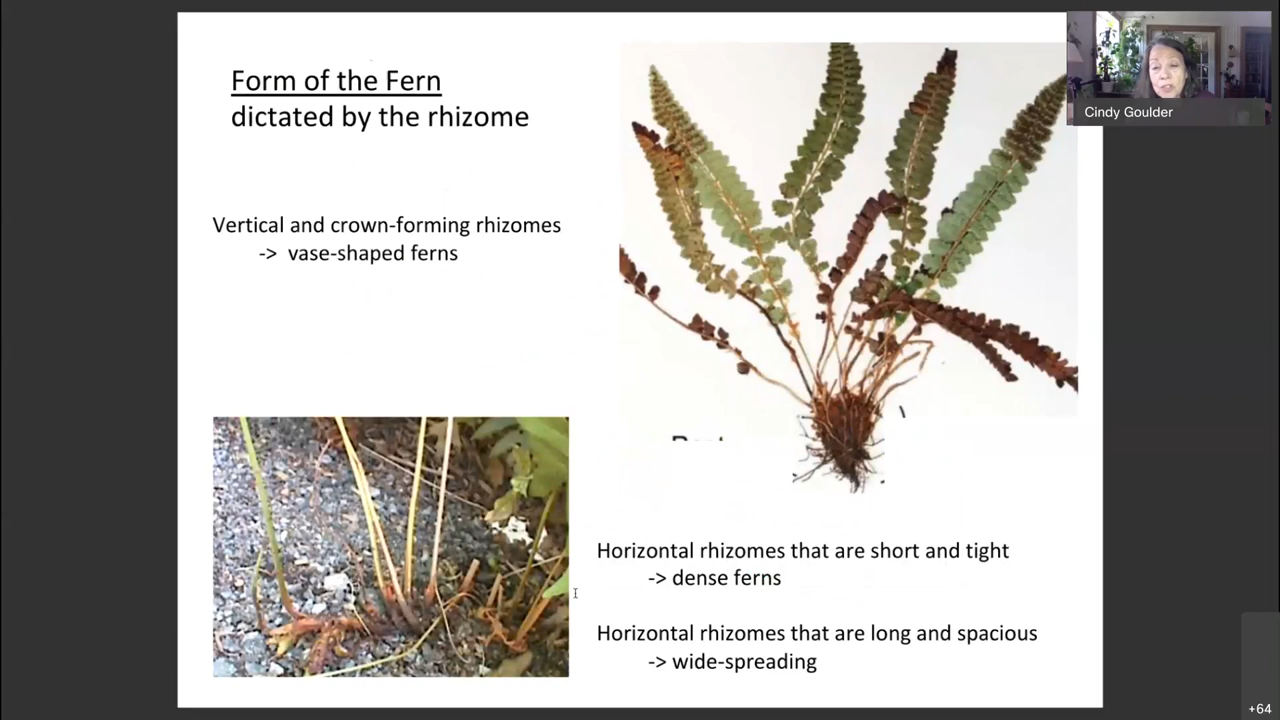 Form of the Fern
dictated by the rhizome
Vertical and crown-forming rhizomes
-> vase-shaped ferns
Horizontal rhizomes that are short and tight
-> dense ferns
Horizontal rhizomes that are long and spacious
-> wide-spreading
Cindy Goulder
+64